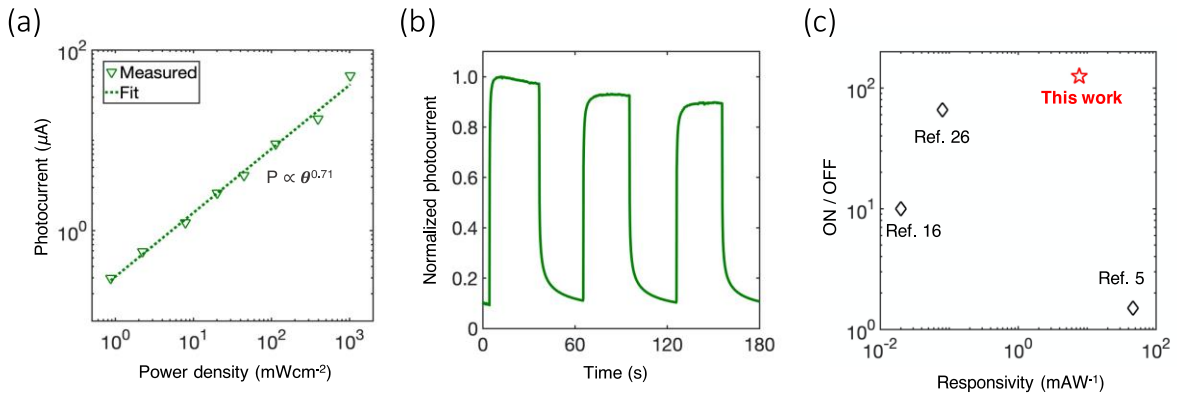 (a)
10²
10⁰
Photocurrent (μA)
Measured
Fit
P ∝ θ⁰·⁷¹
10⁰ 10¹ 10² 10³
Power density (mWcm⁻²)
(b)
Normalized photocurrent
1.0
0.8
0.6
0.4
0.2
0
0 60 120 180
Time (s)
(c)
ON / OFF
10²
10¹
10⁰
This work
Ref. 26
Ref. 16
Ref. 5
10⁻² 10⁰ 10²
Responsivity (mAW⁻¹)